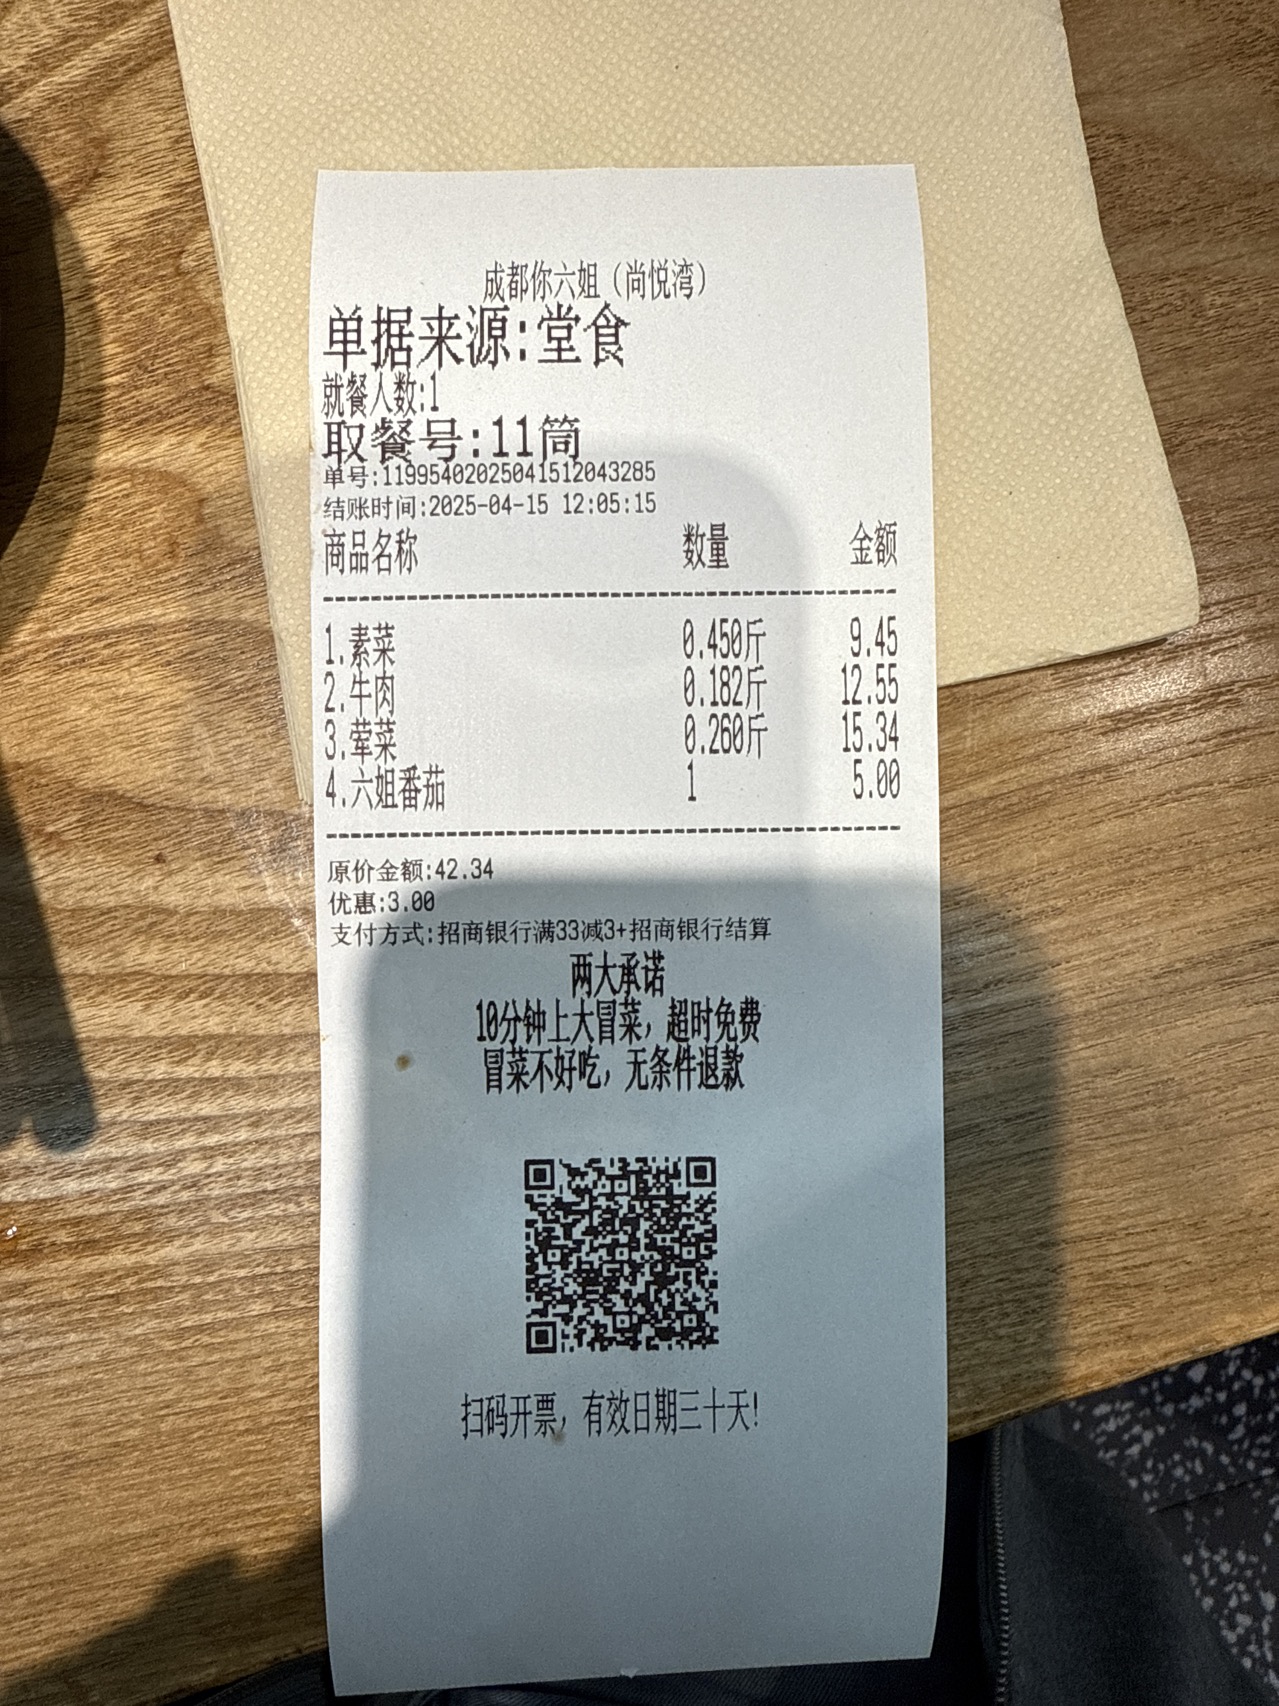 成都你六姐（尚悦湾）
单据来源:堂食
就餐人数:1
取餐号:11筒
单号:11995402025041512043285
结账时间:2025-04-15 12:05:15
商品名称 数量 金额
1.素菜 0.450斤 9.45
2.牛肉 0.182斤 12.55
3.荤菜 0.260斤 15.34
4.六姐番茄 1 5.00
原价金额:42.34
优惠:3.00
支付方式:招商银行满33减3+招商银行结算
两大承诺
10分钟上大冒菜，超时免费
冒菜不好吃，无条件退款
扫码开票，有效日期三十天!